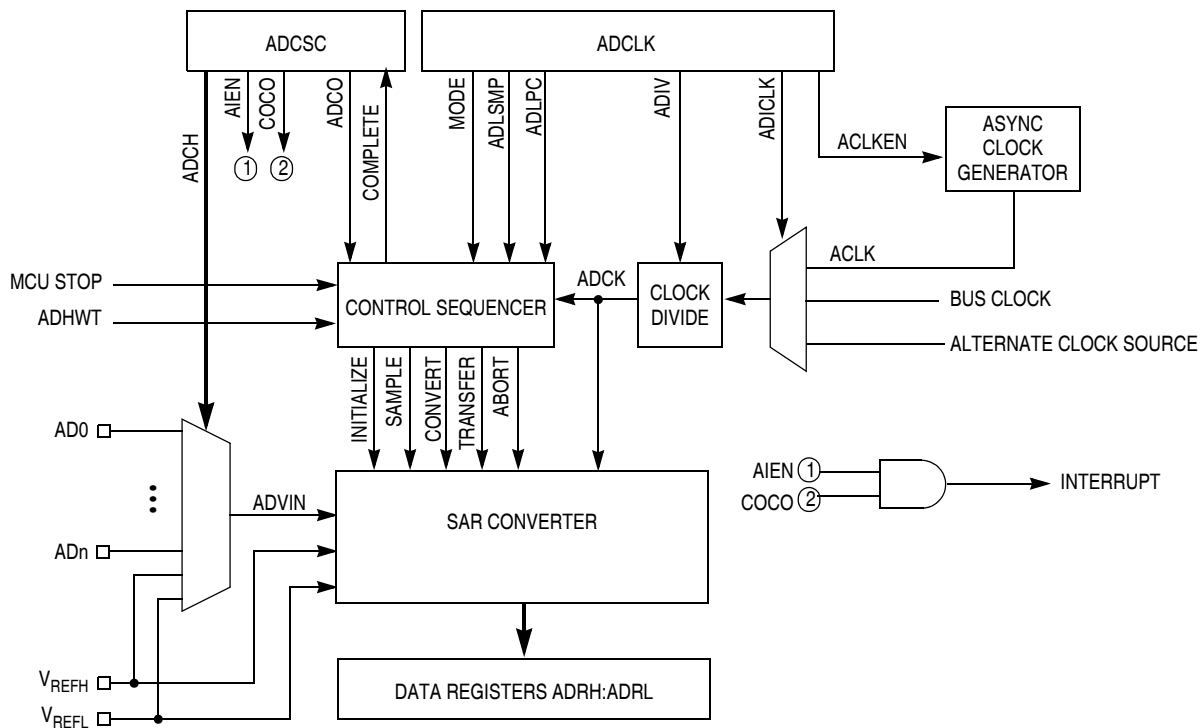 ADCSC
ADCLK
ADCH
AIEN
COCO
ADCO
COMPLETE
MODE
ADLSMP
ADLPC
ADIV
ADICLK
ACLKEN
ASYNC
CLOCK
GENERATOR
1
2
MCU STOP
ADHWT
CONTROL SEQUENCER
ADCK
CLOCK
DIVIDE
ACLK
BUS CLOCK
ALTERNATE CLOCK SOURCE
INITIALIZE
SAMPLE
CONVERT
TRANSFER
ABORT
AD0
•••
ADn
ADVIN
SAR CONVERTER
AIEN 1
COCO 2
INTERRUPT
VREFH
VREFL
DATA REGISTERS ADRH:ADRL